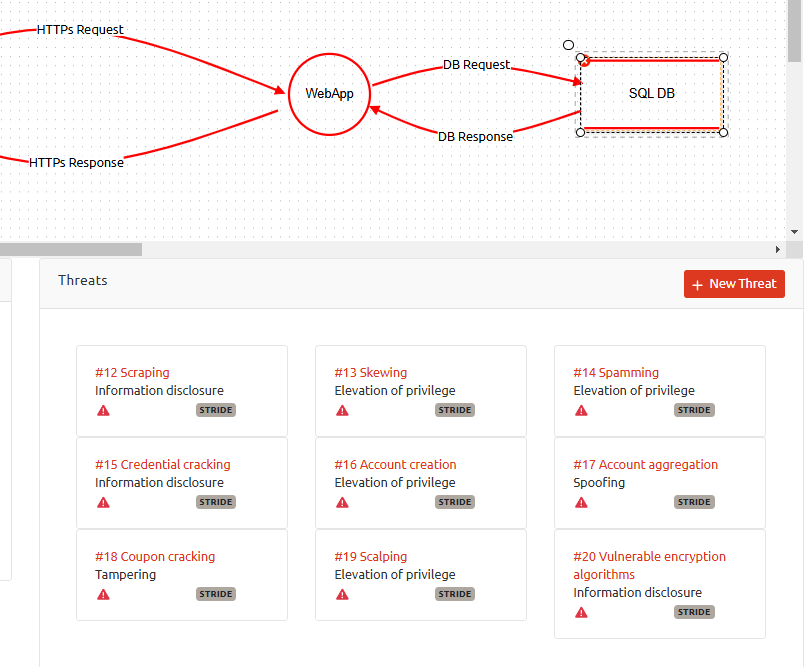 HTTPs Request
DB Request
WebApp
SQL DB
DB Response
HTTPs Response
Threats
+ New Threat
#12 Scraping
Information disclosure
STRIDE
#13 Skewing
Elevation of privilege
STRIDE
#14 Spamming
Elevation of privilege
STRIDE
#15 Credential cracking
Information disclosure
STRIDE
#16 Account creation
Elevation of privilege
STRIDE
#17 Account aggregation
Spoofing
STRIDE
#18 Coupon cracking
Tampering
STRIDE
#19 Scalping
Elevation of privilege
STRIDE
#20 Vulnerable encryption
algorithms
Information disclosure
STRIDE